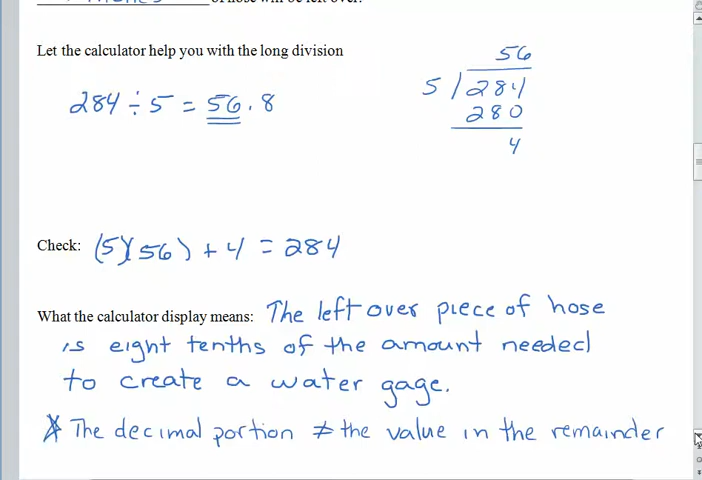 Let the calculator help you with the long division
284 ÷ 5 = 56.8
56
5 / 284
280
4
Check: (5)(56) + 4 = 284
What the calculator display means: The left over piece of hose
is eight tenths of the amount needed
to create a water gage.
* The decimal portion ≠ the value in the remainder